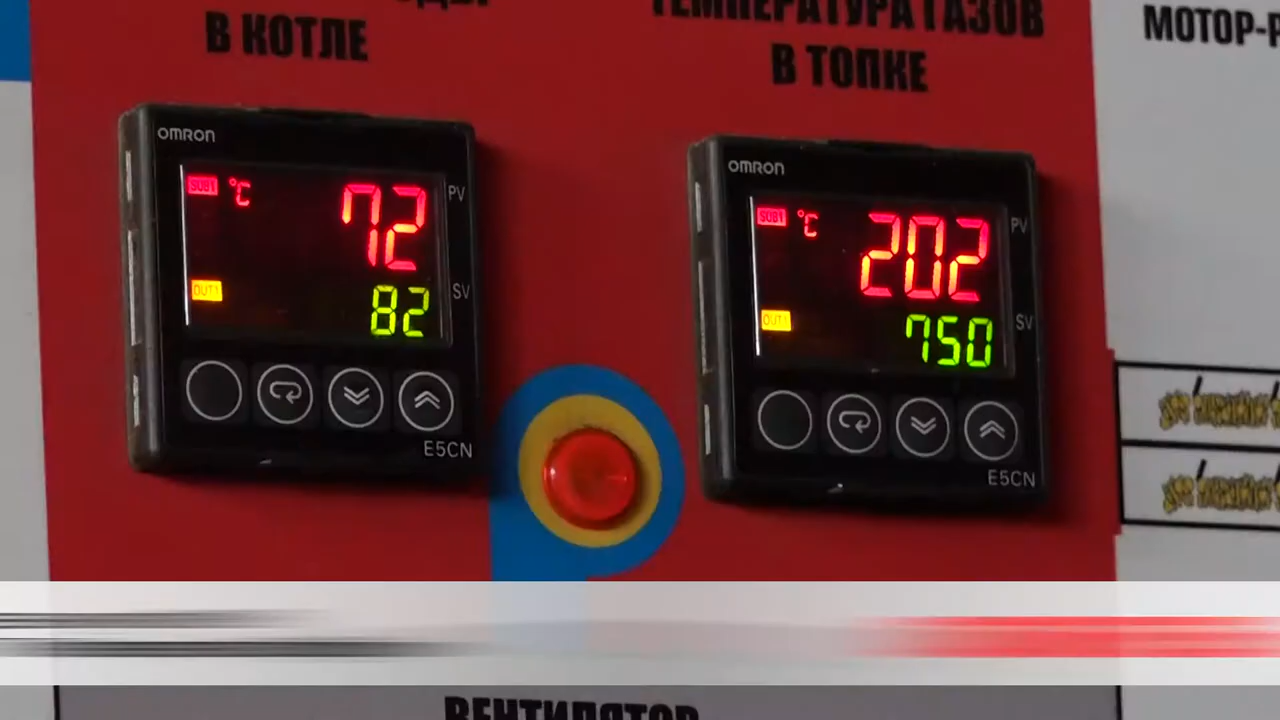 В КОТЛЕ
ТЕМПЕРАТУРА ГАЗОВ
В ТОПКЕ
МОТОР-Р
OMRON
SUB1 °C 72 PV
OUT1 82 SV
E5CN
OMRON
SUB1 °C 202 PV
OUT1 750 SV
E5CN
ВЕНТИЛЯТОР